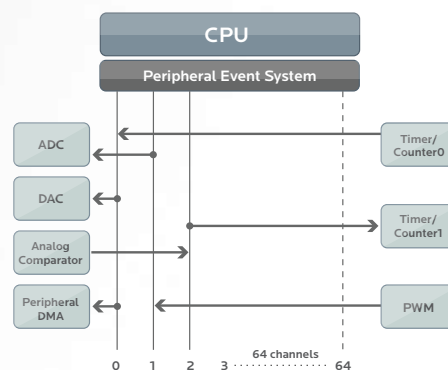 CPU
Peripheral Event System
ADC
Timer/
Counter0
DAC
Timer/
Counter1
Analog
Comparator
Peripheral
DMA
PWM
64 channels
0 1 2 3 ............... 64